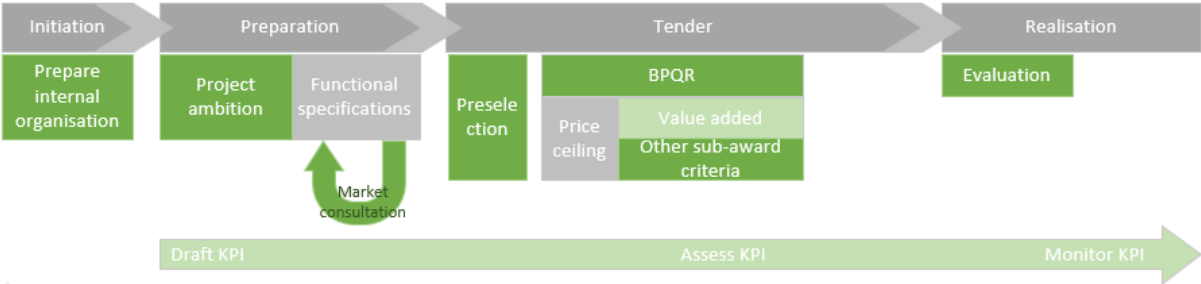 Initiation
Preparation
Tender
Realisation
Prepare
internal
organisation
Project
ambition
Functional
specifications
Market
consultation
Presele
ction
BPQR
Price
ceiling
Value added
Other sub-award
criteria
Evaluation
Draft KPI
Assess KPI
Monitor KPI